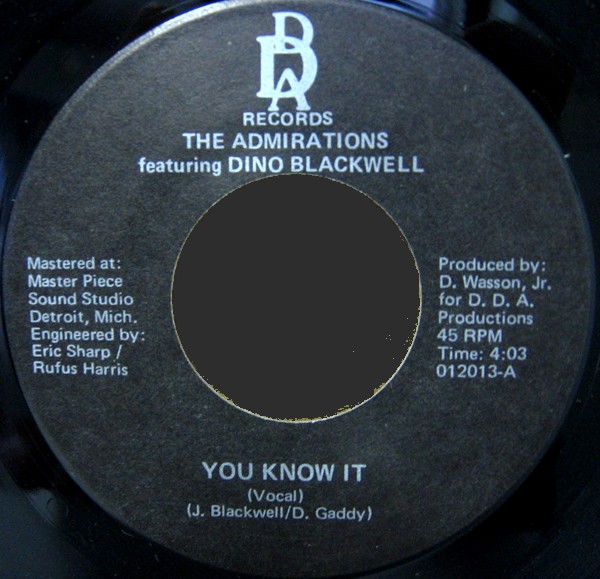 DDA
RECORDS
THE ADMIRATIONS
featuring DINO BLACKWELL
Mastered at:
Master Piece
Sound Studio
Detroit, Mich.
Engineered by:
Eric Sharp /
Rufus Harris
Produced by:
D. Wasson, Jr.
for D. D. A.
Productions
45 RPM
Time: 4:03
012013-A
YOU KNOW IT
(Vocal)
(J. Blackwell/D. Gaddy)